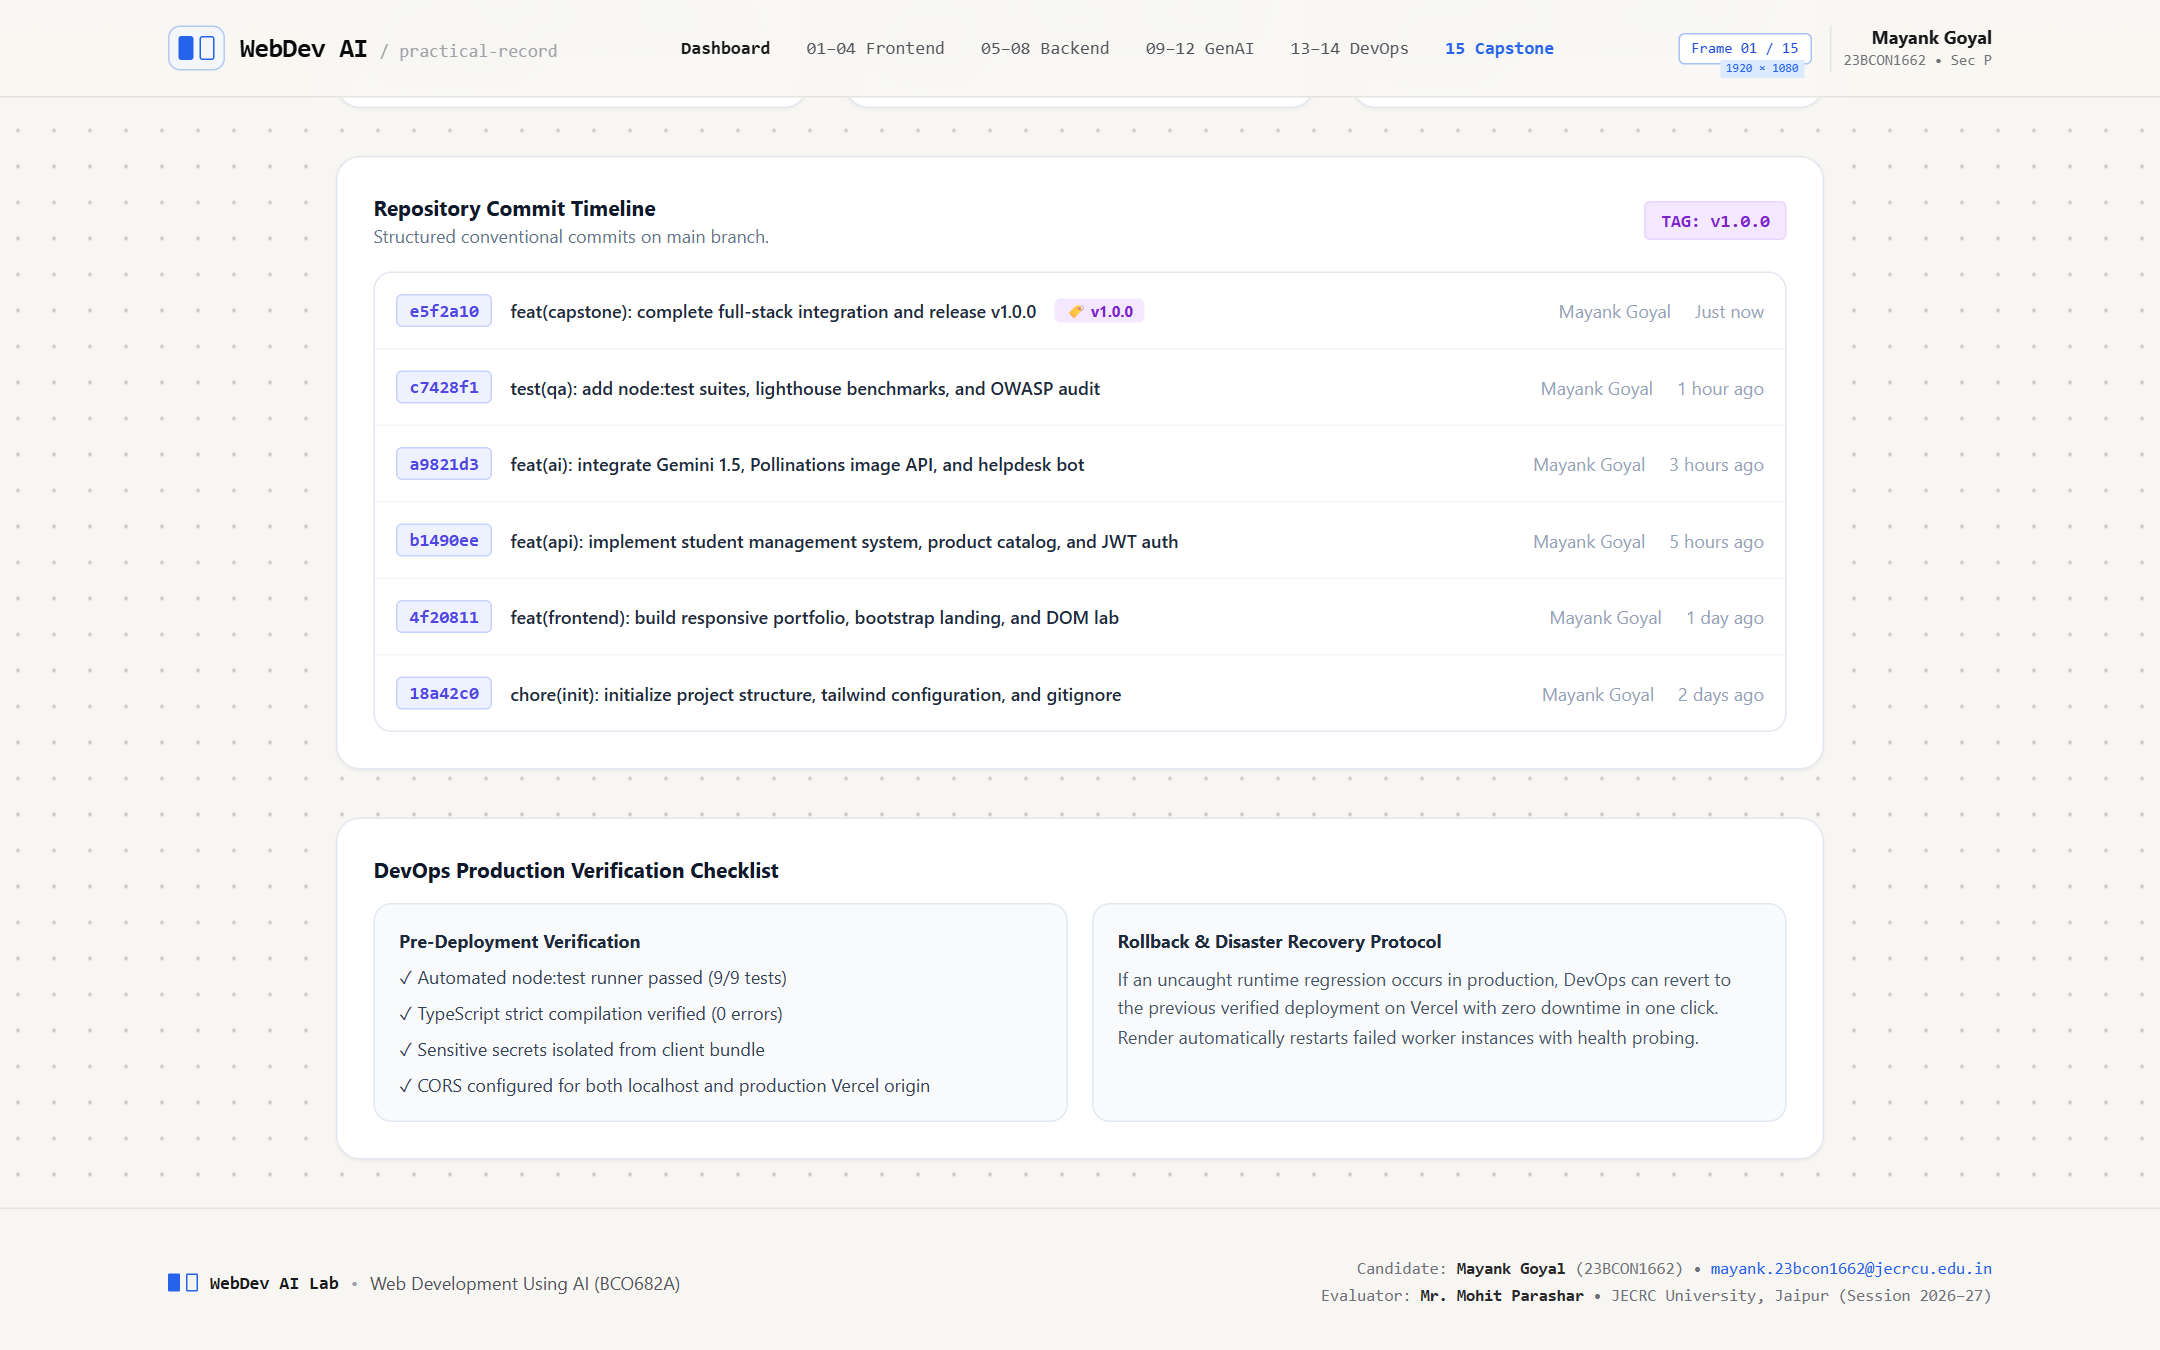 WebDev AI / practical-record
Dashboard
01–04 Frontend
05–08 Backend
09–12 GenAI
13–14 DevOps
15 Capstone
Frame 01 / 15
1920 × 1080
Mayank Goyal
23BCON1662 • Sec P
Repository Commit Timeline
Structured conventional commits on main branch.
TAG: v1.0.0
e5f2a10 feat(capstone): complete full-stack integration and release v1.0.0 🏷️ v1.0.0 Mayank Goyal Just now
c7428f1 test(qa): add node:test suites, lighthouse benchmarks, and OWASP audit Mayank Goyal 1 hour ago
a9821d3 feat(ai): integrate Gemini 1.5, Pollinations image API, and helpdesk bot Mayank Goyal 3 hours ago
b1490ee feat(api): implement student management system, product catalog, and JWT auth Mayank Goyal 5 hours ago
4f20811 feat(frontend): build responsive portfolio, bootstrap landing, and DOM lab Mayank Goyal 1 day ago
18a42c0 chore(init): initialize project structure, tailwind configuration, and gitignore Mayank Goyal 2 days ago
DevOps Production Verification Checklist
Pre-Deployment Verification
✓ Automated node:test runner passed (9/9 tests)
✓ TypeScript strict compilation verified (0 errors)
✓ Sensitive secrets isolated from client bundle
✓ CORS configured for both localhost and production Vercel origin
Rollback & Disaster Recovery Protocol
If an uncaught runtime regression occurs in production, DevOps can revert to
the previous verified deployment on Vercel with zero downtime in one click.
Render automatically restarts failed worker instances with health probing.
WebDev AI Lab • Web Development Using AI (BCO682A)
Candidate: Mayank Goyal (23BCON1662) • mayank.23bcon1662@jecrcu.edu.in
Evaluator: Mr. Mohit Parashar • JECRC University, Jaipur (Session 2026–27)